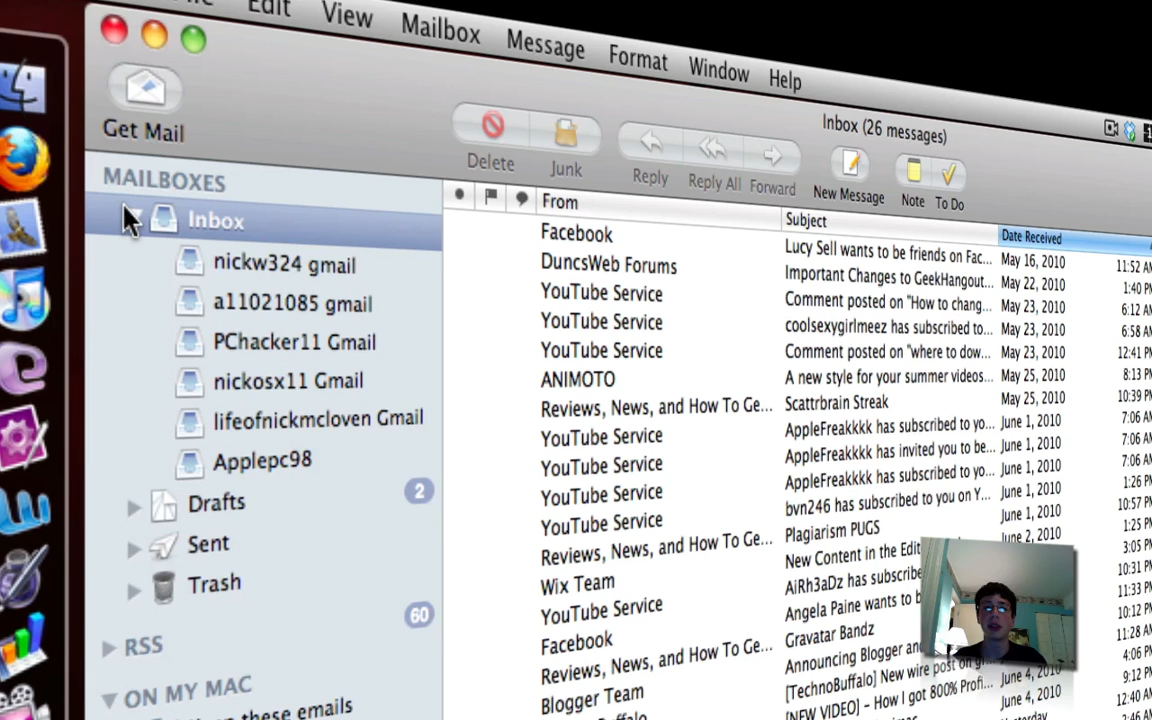 Edit View Mailbox Message Format Window Help
Inbox (26 messages)
Get Mail
Delete Junk Reply Reply All Forward New Message Note To Do
MAILBOXES
Inbox
nickw324 gmail
a11021085 gmail
PChacker11 Gmail
nickosx11 Gmail
lifeofnickmcloven Gmail
Applepc98
Drafts 2
Sent
Trash
60
RSS
ON MY MAC
these emails
From
Facebook
DuncsWeb Forums
YouTube Service
YouTube Service
YouTube Service
ANIMOTO
Reviews, News, and How To Ge...
YouTube Service
YouTube Service
YouTube Service
YouTube Service
Reviews, News, and How To Ge...
Wix Team
YouTube Service
Facebook
Reviews, News, and How To Ge...
Blogger Team
Subject
Lucy Sell wants to be friends on Fac...
Important Changes to GeekHangout...
Comment posted on "How to chang...
coolsexygirlmeez has subscribed to...
Comment posted on "where to dow...
A new style for your summer videos...
Scattrbrain Streak
AppleFreakkkk has subscribed to yo...
AppleFreakkkk has invited you to be...
AppleFreakkkk has subscribed to yo...
bvn246 has subscribed to you on Y...
Plagiarism PUGS
New Content in the Edit
AiRh3aDz has subscribe
Angela Paine wants to b
Gravatar Bandz
Announcing Blogger an
[TechnoBuffalo] New wire post on
[NEW VIDEO] - How I got 800% Profi...
Date Received
May 16, 2010 11:52 AM
May 22, 2010 1:40 PM
May 23, 2010 6:12 AM
May 23, 2010 6:58 AM
May 23, 2010 12:41 PM
May 25, 2010 8:13 PM
May 25, 2010 10:39 PM
June 1, 2010 7:06 AM
June 1, 2010 7:06 AM
June 1, 2010 7:06 AM
June 1, 2010 1:26 PM
June 1, 2010 10:57 PM
June 2, 2010 1:25 PM
3:05 PM
10:31 PM
11:33 PM
10:12 PM
11:28 AM
4:06 PM
June 4, 2010 9:12 PM
June 4, 2010 12:40 AM